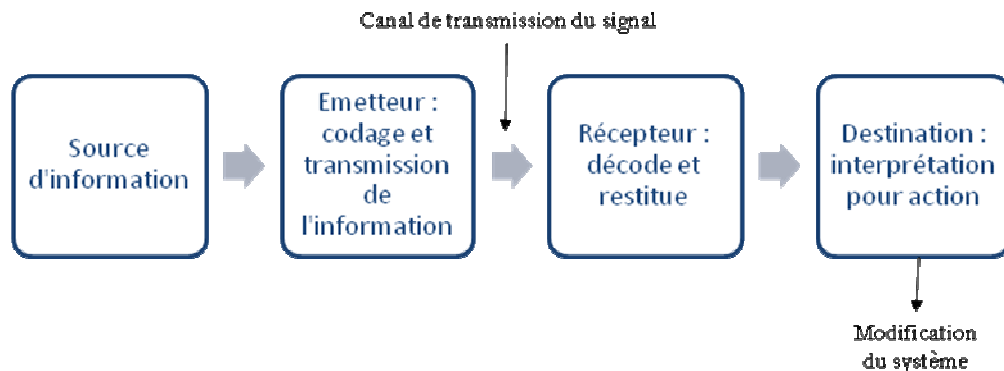 Canal de transmission du signal
Source
d'information
Emetteur :
codage et
transmission
de
l'information
Récepteur :
décode et
restitue
Destination :
interprétation
pour action
Modification
du système